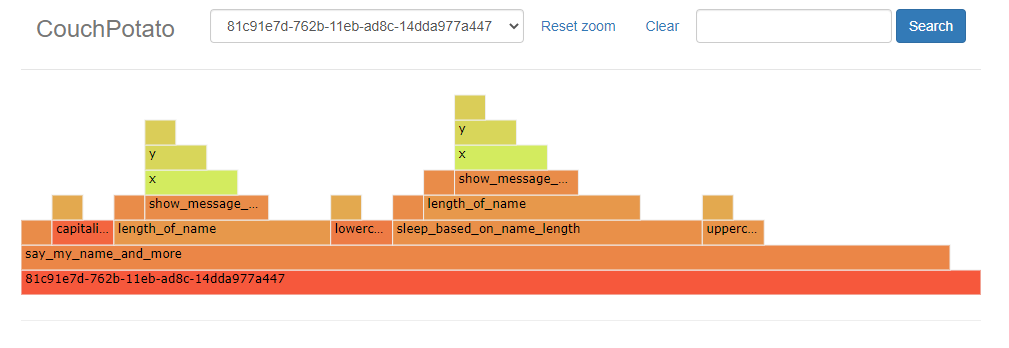 CouchPotato
81c91e7d-762b-11eb-ad8c-14dda977a447
Reset zoom
Clear
Search
y
y
x
x
show_message_...
show_message_...
length_of_name
capitali...
length_of_name
lowerc...
sleep_based_on_name_length
upperc...
say_my_name_and_more
81c91e7d-762b-11eb-ad8c-14dda977a447